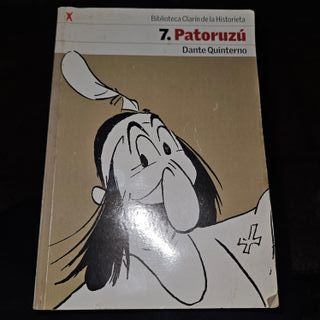 Biblioteca Clarín de la Historieta
7. Patoruzú
Dante Quinterno